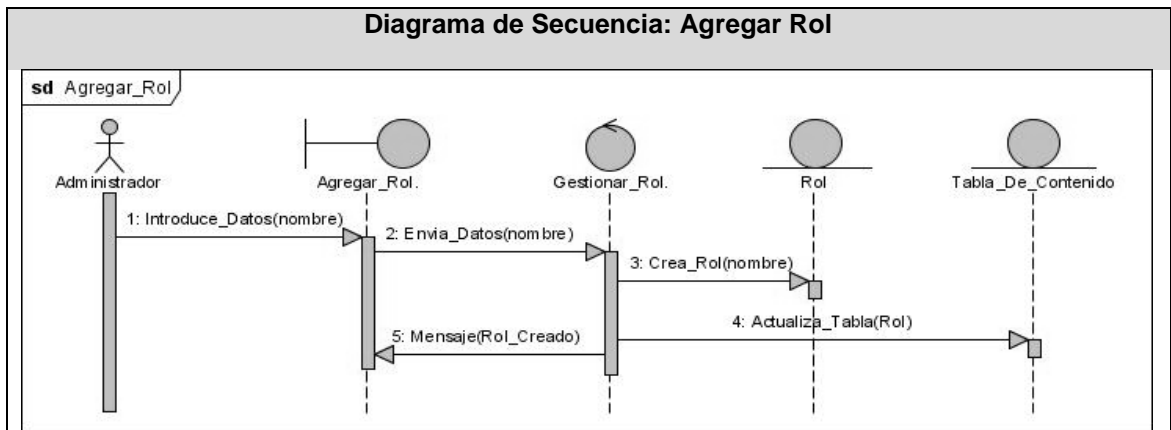 Diagrama de Secuencia: Agregar Rol
sd Agregar_Rol
Administrador
Agregar_Rol.
Gestionar_Rol.
Rol
Tabla_De_Contenido
1: Introduce_Datos(nombre)
2: Envia_Datos(nombre)
3: Crea_Rol(nombre)
4: Actualiza_Tabla(Rol)
5: Mensaje(Rol_Creado)